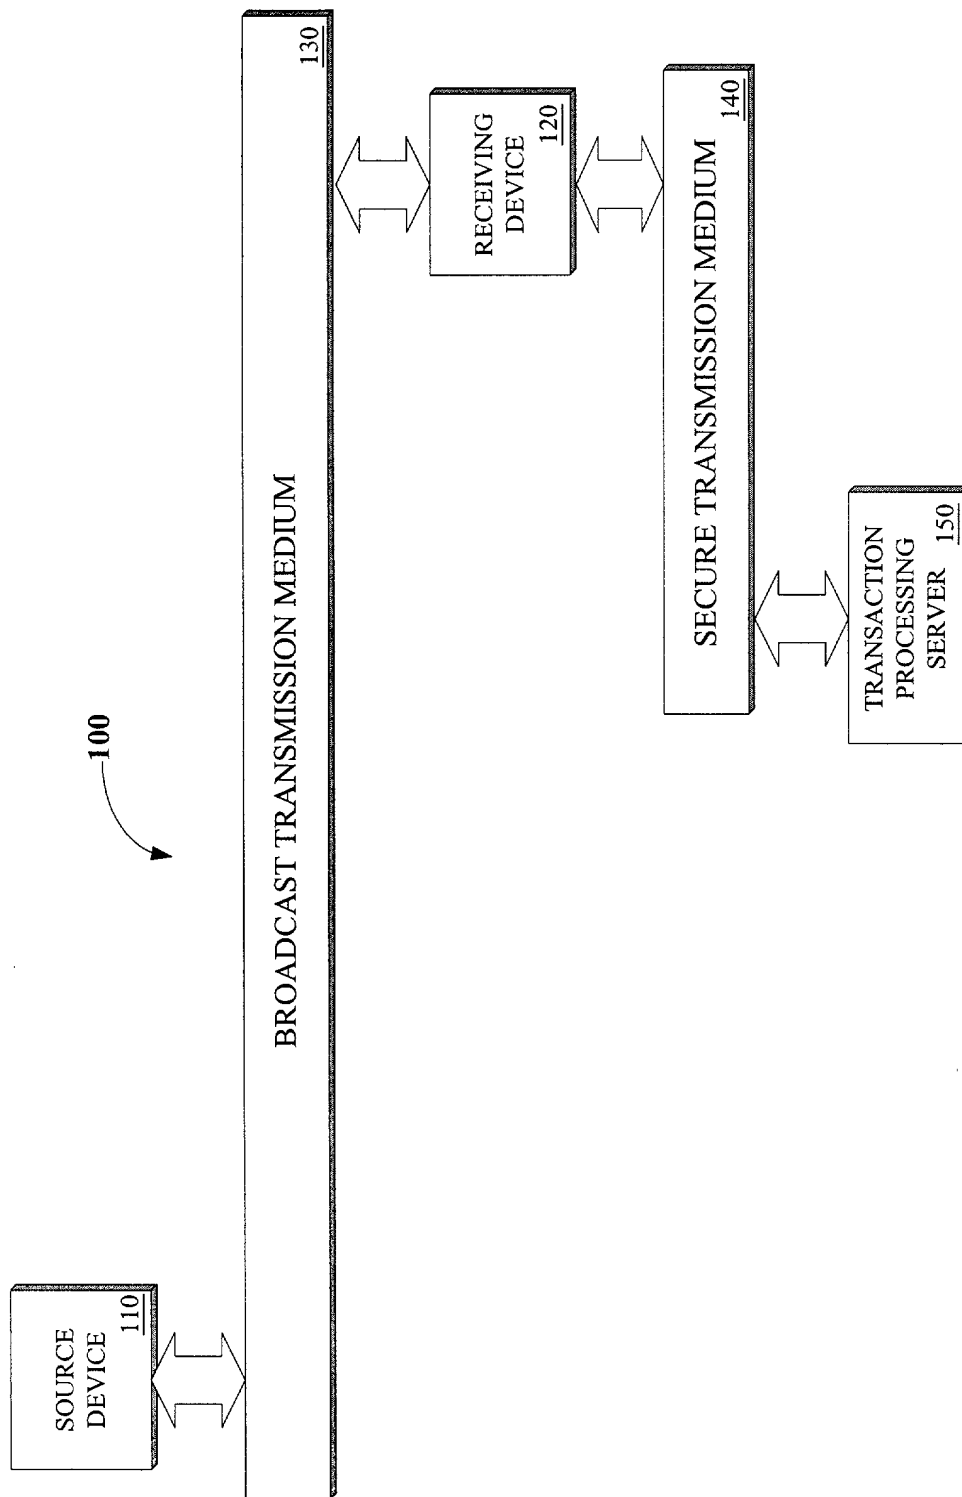 100
SOURCE
DEVICE
110
BROADCAST TRANSMISSION MEDIUM
130
RECEIVING
DEVICE
120
SECURE TRANSMISSION MEDIUM
140
TRANSACTION
PROCESSING
SERVER
150